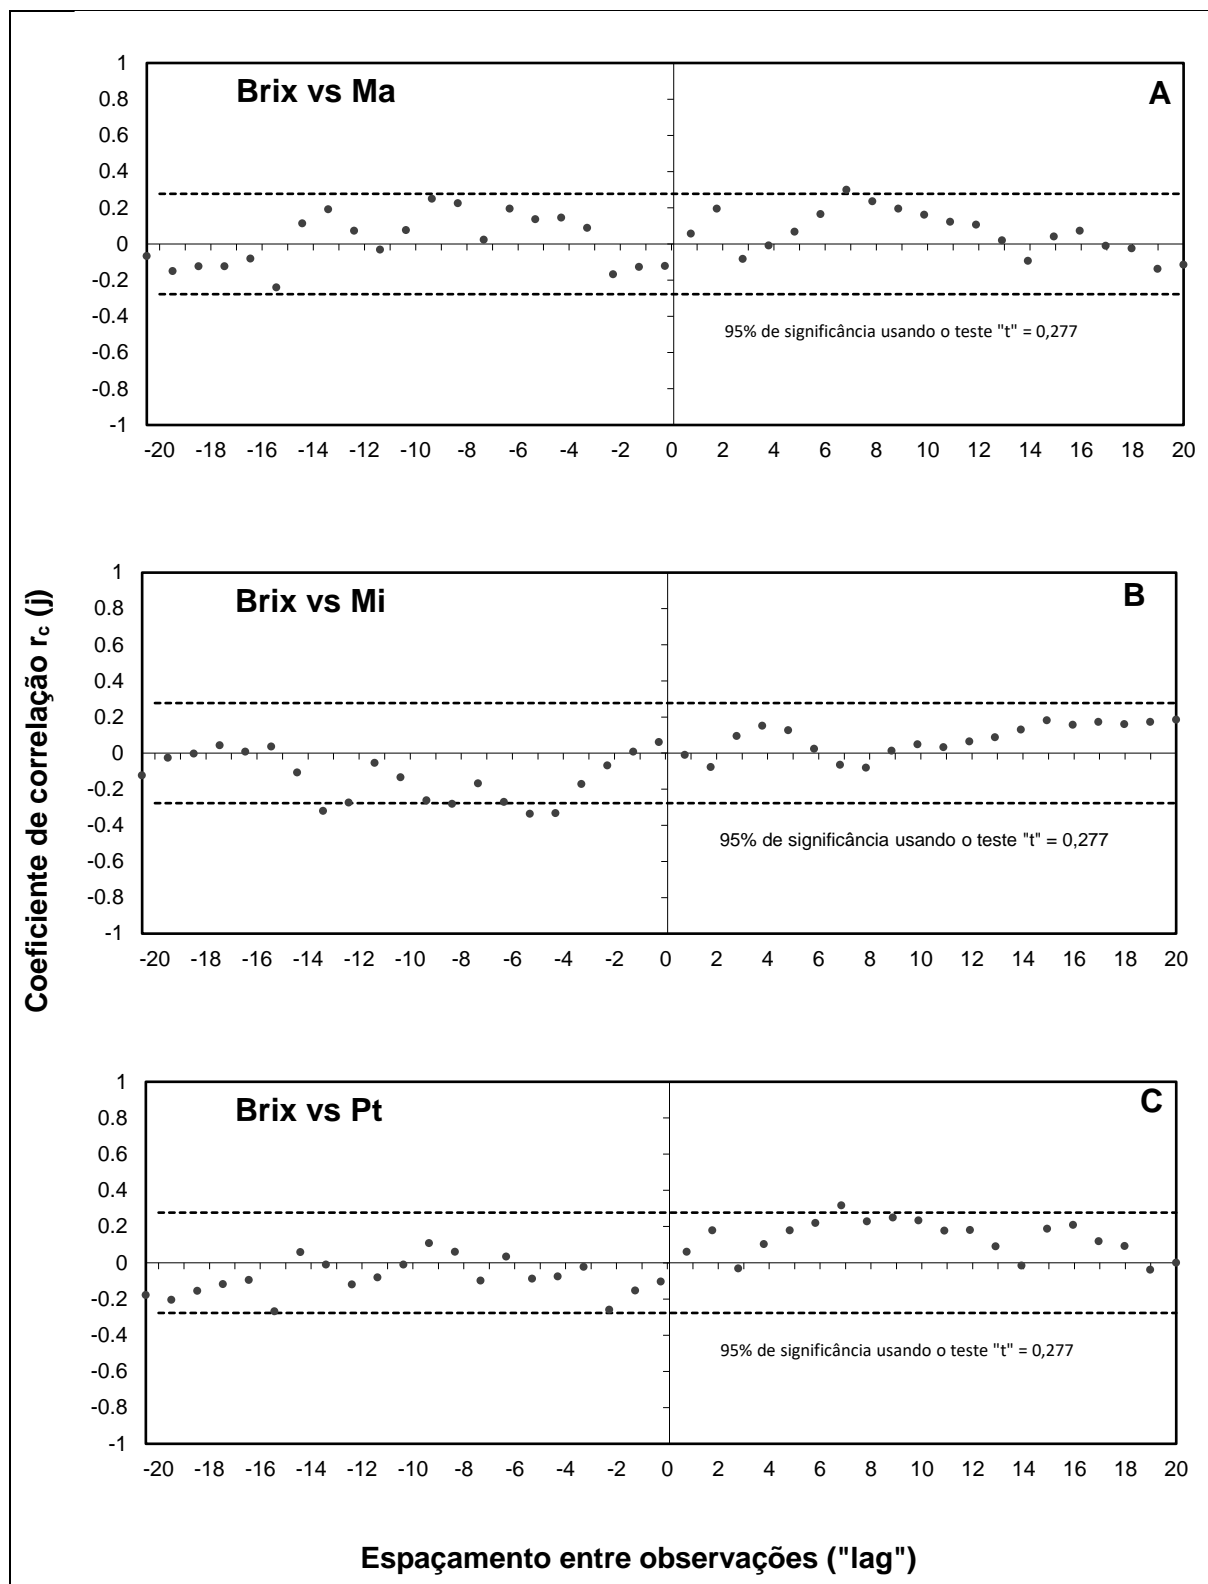 Coeficiente de correlação rc (j)
Brix vs Ma
A
1
0.8
0.6
0.4
0.2
0
-0.2
-0.4
-0.6
-0.8
-1
95% de significância usando o teste "t" = 0,277
-20 -18 -16 -14 -12 -10 -8 -6 -4 -2 0 2 4 6 8 10 12 14 16 18 20
Brix vs Mi
B
1
0.8
0.6
0.4
0.2
0
-0.2
-0.4
-0.6
-0.8
-1
95% de significância usando o teste "t" = 0,277
-20 -18 -16 -14 -12 -10 -8 -6 -4 -2 0 2 4 6 8 10 12 14 16 18 20
Brix vs Pt
C
1
0.8
0.6
0.4
0.2
0
-0.2
-0.4
-0.6
-0.8
-1
95% de significância usando o teste "t" = 0,277
-20 -18 -16 -14 -12 -10 -8 -6 -4 -2 0 2 4 6 8 10 12 14 16 18 20
Espaçamento entre observações ("lag")